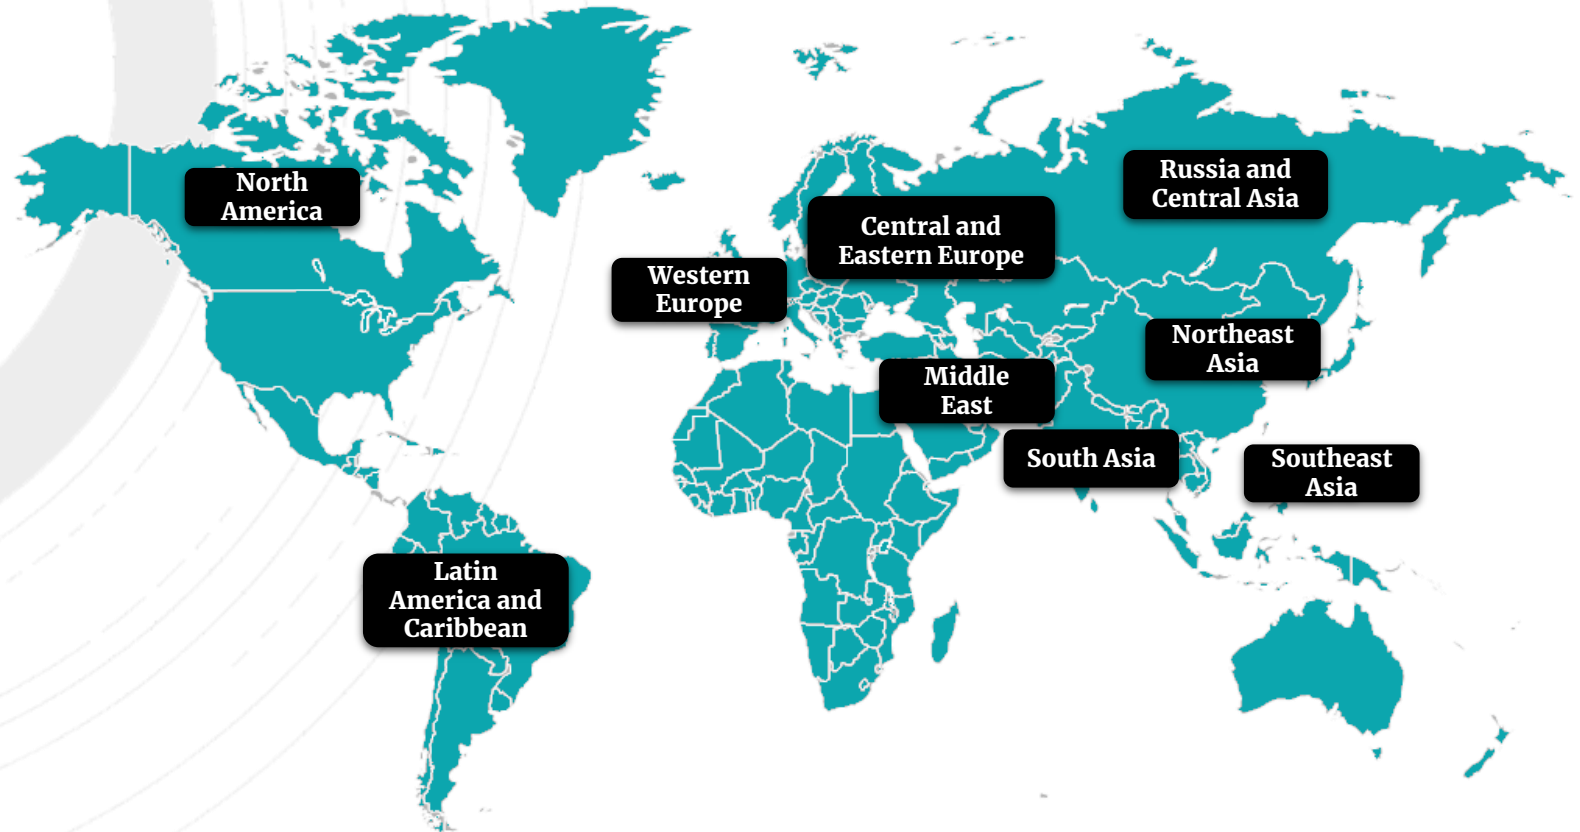 North
America
Russia and
Central Asia
Central and
Eastern Europe
Western
Europe
Northeast
Asia
Middle
East
South Asia
Southeast
Asia
Latin
America and
Caribbean